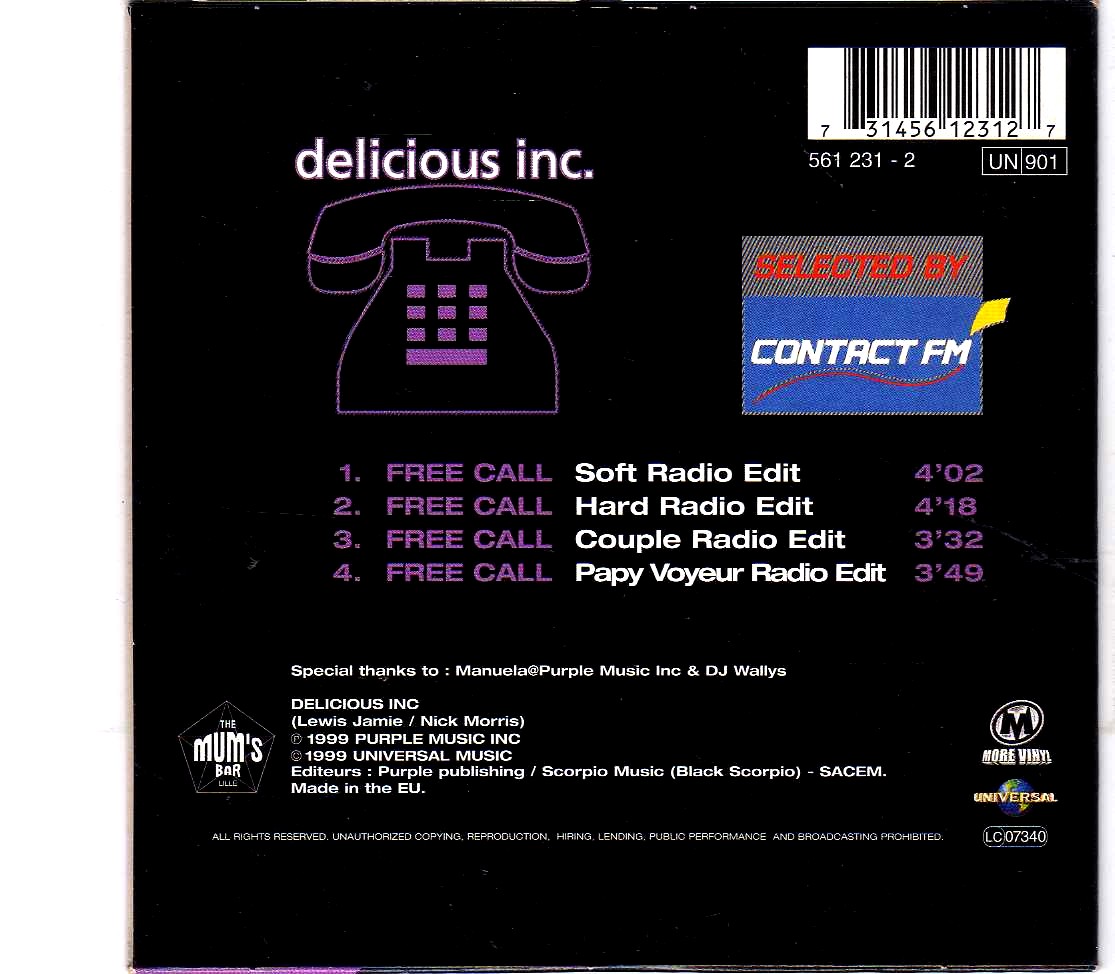 7 31456 12312 7
561 231 - 2 UN 901
delicious inc.
SELECTED BY
CONTACT FM
1. FREE CALL Soft Radio Edit 4'02
2. FREE CALL Hard Radio Edit 4'18
3. FREE CALL Couple Radio Edit 3'32
4. FREE CALL Papy Voyeur Radio Edit 3'49
Special thanks to : Manuela@Purple Music Inc & DJ Wallys
DELICIOUS INC
(Lewis Jamie / Nick Morris)
℗ 1999 PURPLE MUSIC INC
© 1999 UNIVERSAL MUSIC
Editeurs : Purple publishing / Scorpio Music (Black Scorpio) - SACEM.
Made in the EU.
THE
MUM'S
BAR
LILLE
M
MORE VINYL
UNIVERSAL
LC 07340
ALL RIGHTS RESERVED. UNAUTHORIZED COPYING, REPRODUCTION, HIRING, LENDING, PUBLIC PERFORMANCE AND BROADCASTING PROHIBITED.